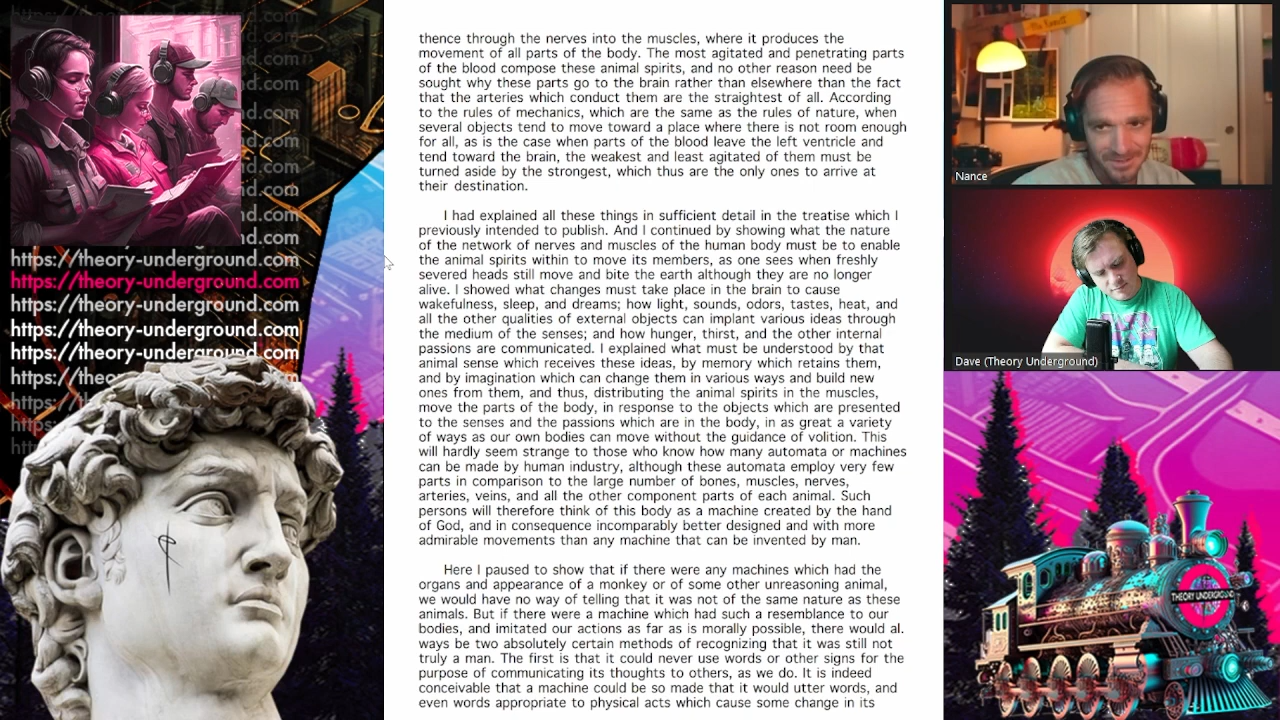 https://theory-underground.com
nd.com
nd.com
nd.com
nd.com
nd.com
nd.com
nd.com
nd.com
nd.com
d.com
https://theory-underground.com
https://theory-underground.com
https://theory-underground.com
https://theory-underground.com
https://theory-underground.com
https://theo
https:/
https:/
thence through the nerves into the muscles, where it produces the
movement of all parts of the body. The most agitated and penetrating parts
of the blood compose these animal spirits, and no other reason need be
sought why these parts go to the brain rather than elsewhere than the fact
that the arteries which conduct them are the straightest of all. According
to the rules of mechanics, which are the same as the rules of nature, when
several objects tend to move toward a place where there is not room enough
for all, as is the case when parts of the blood leave the left ventricle and
tend toward the brain, the weakest and least agitated of them must be
turned aside by the strongest, which thus are the only ones to arrive at
their destination.
I had explained all these things in sufficient detail in the treatise which I
previously intended to publish. And I continued by showing what the nature
of the network of nerves and muscles of the human body must be to enable
the animal spirits within to move its members, as one sees when freshly
severed heads still move and bite the earth although they are no longer
alive. I showed what changes must take place in the brain to cause
wakefulness, sleep, and dreams; how light, sounds, odors, tastes, heat, and
all the other qualities of external objects can implant various ideas through
the medium of the senses; and how hunger, thirst, and the other internal
passions are communicated. I explained what must be understood by that
animal sense which receives these ideas, by memory which retains them,
and by imagination which can change them in various ways and build new
ones from them, and thus, distributing the animal spirits in the muscles,
move the parts of the body, in response to the objects which are presented
to the senses and the passions which are in the body, in as great a variety
of ways as our own bodies can move without the guidance of volition. This
will hardly seem strange to those who know how many automata or machines
can be made by human industry, although these automata employ very few
parts in comparison to the large number of bones, muscles, nerves,
arteries, veins, and all the other component parts of each animal. Such
persons will therefore think of this body as a machine created by the hand
of God, and in consequence incomparably better designed and with more
admirable movements than any machine that can be invented by man.
Here I paused to show that if there were any machines which had the
organs and appearance of a monkey or of some other unreasoning animal,
we would have no way of telling that it was not of the same nature as these
animals. But if there were a machine which had such a resemblance to our
bodies, and imitated our actions as far as is morally possible, there would al.
ways be two absolutely certain methods of recognizing that it was still not
truly a man. The first is that it could never use words or other signs for the
purpose of communicating its thoughts to others, as we do. It is indeed
conceivable that a machine could be so made that it would utter words, and
even words appropriate to physical acts which cause some change in its
Nance
Dave (Theory Underground)
THEORY UNDERGROUND